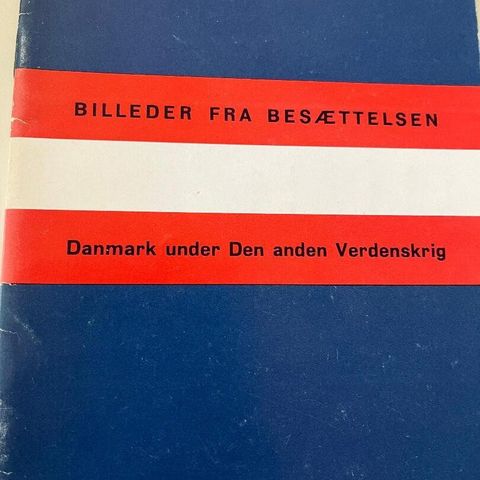 BILLEDER FRA BESÆTTELSEN
Danmark under Den anden Verdenskrig